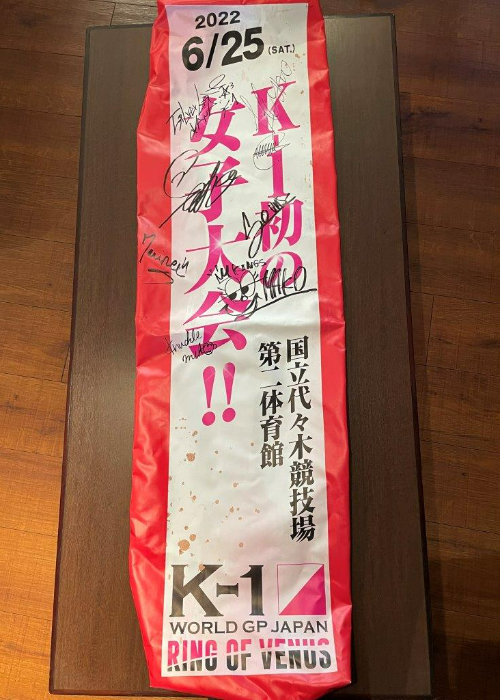 2022
6/25(SAT.)
K-1初の
女子大会!!
国立代々木競技場
第二体育館
K-1
WORLD GP JAPAN
RING OF VENUS